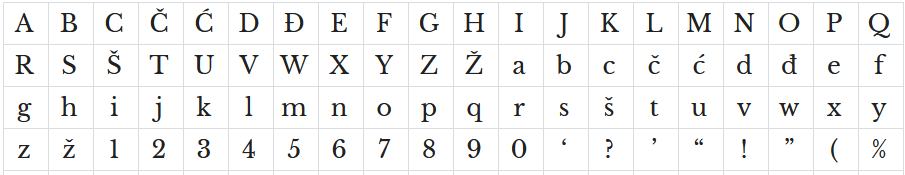 A B C Č Ć D Đ E F G H I J K L M N O P Q
R S Š T U V W X Y Z Ž a b c č ć d đ e f
g h i j k l m n o p q r s š t u v w x y
z ž 1 2 3 4 5 6 7 8 9 0 ‘ ? ’ “ ! ” ( %